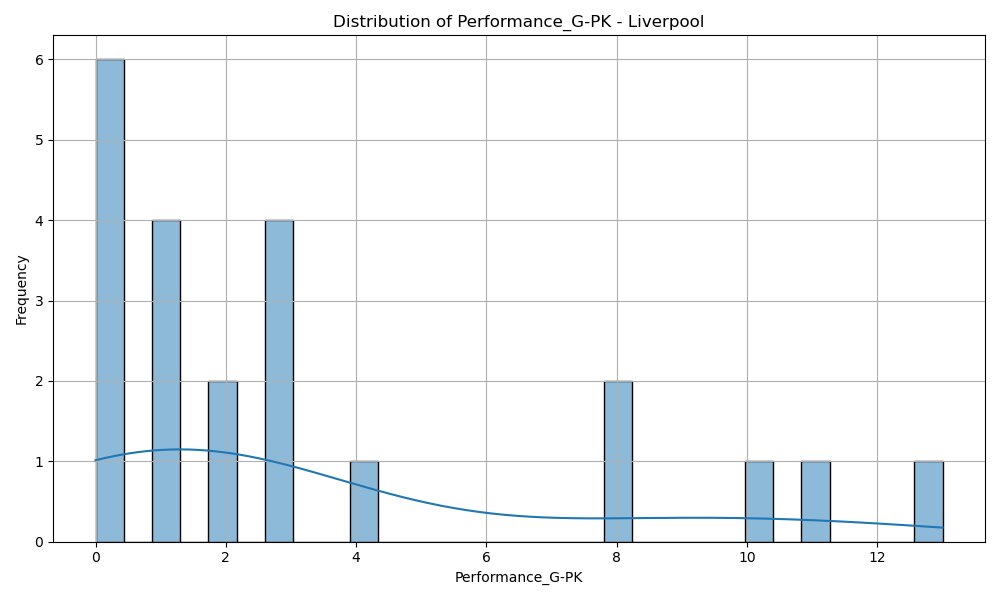 Distribution of Performance_G-PK - Liverpool
6
5
4
3
2
1
0
Frequency
0 2 4 6 8 10 12
Performance_G-PK